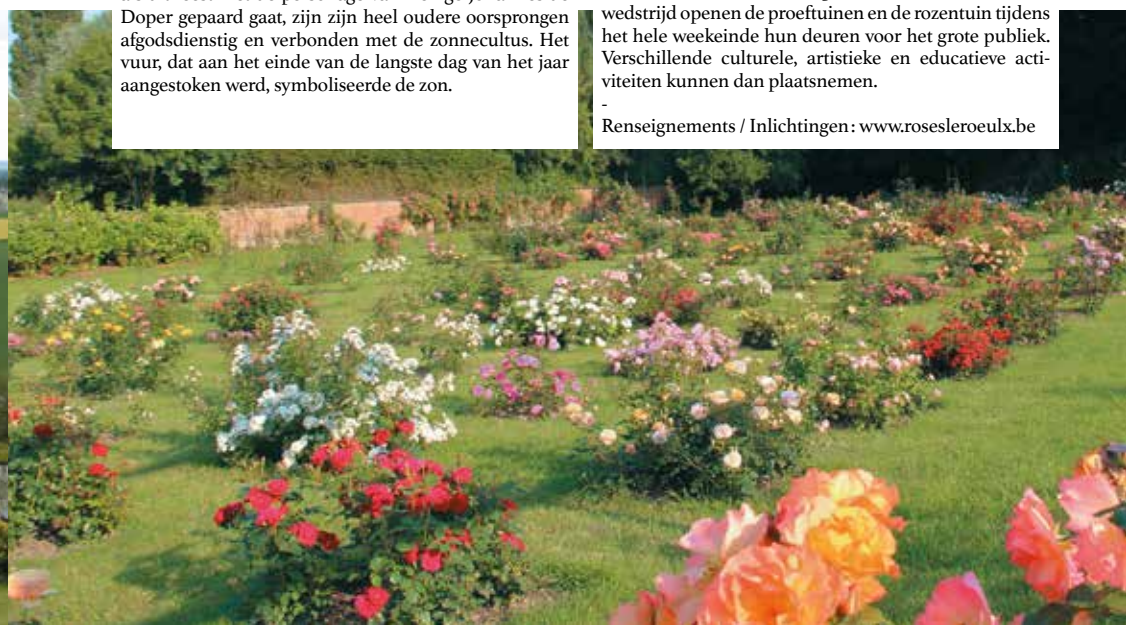 Doper gepaard gaat, zijn zijn heel oudere oorsprongen
afgodsdienstig en verbonden met de zonnecultus. Het
vuur, dat aan het einde van de langste dag van het jaar
aangestoken werd, symboliseerde de zon.
wedstrijd openen de proeftuinen en de rozentuin tijdens
het hele weekeinde hun deuren voor het grote publiek.
Verschillende culturele, artistieke en educatieve acti-
viteiten kunnen dan plaatsnemen.
-
Renseignements / Inlichtingen : www.rosesleroeulx.be